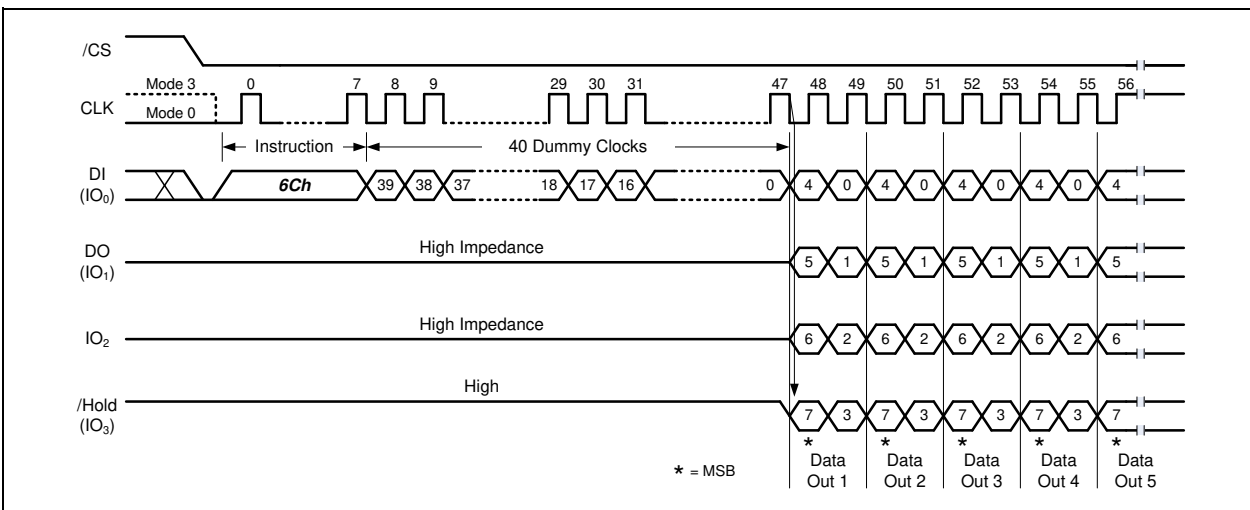 /CS
Mode 3 0 7 8 9 29 30 31 47 48 49 50 51 52 53 54 55 56
CLK
Mode 0
Instruction 40 Dummy Clocks
DI
(IO₀)
6Ch 39 38 37 18 17 16 0 4 0 4 0 4 0 4 0 4
DO
(IO₁)
High Impedance
5 1 5 1 5 1 5 1 5
High Impedance
IO₂
6 2 6 2 6 2 6 2 6
High
/Hold
(IO₃)
7 3 7 3 7 3 7 3 7
* * * * *
* = MSB
Data Data Data Data Data
Out 1 Out 2 Out 3 Out 4 Out 5